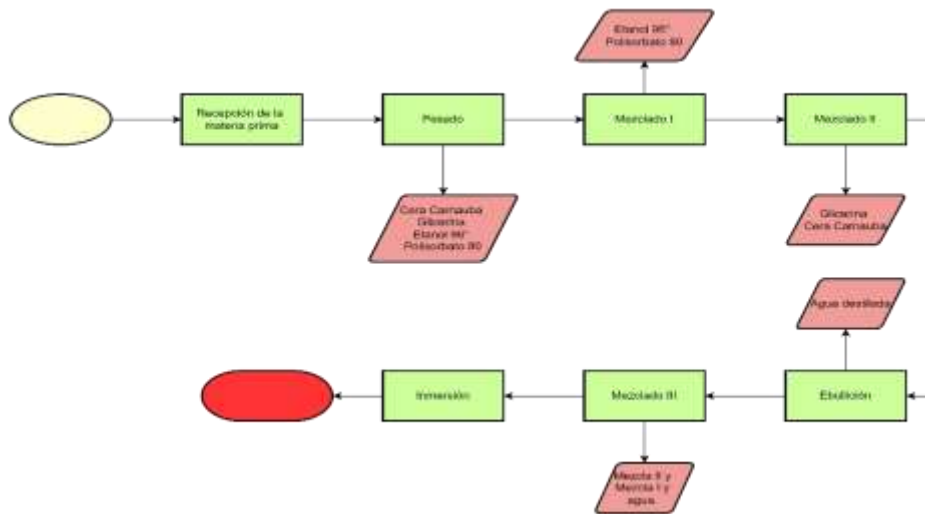 Etanol 96°
Polisorbato 80
Recepción de la
materia prima
Pesado
Mezclado I
Mezclado II
Cera Carnauba
Glicerina
Etanol 96°
Polisorbato 80
Glicerina
Cera Carnauba
Agua destilada
Inmersión
Mezclado III
Ebullición
Mezcla II y
Mezcla I y
agua